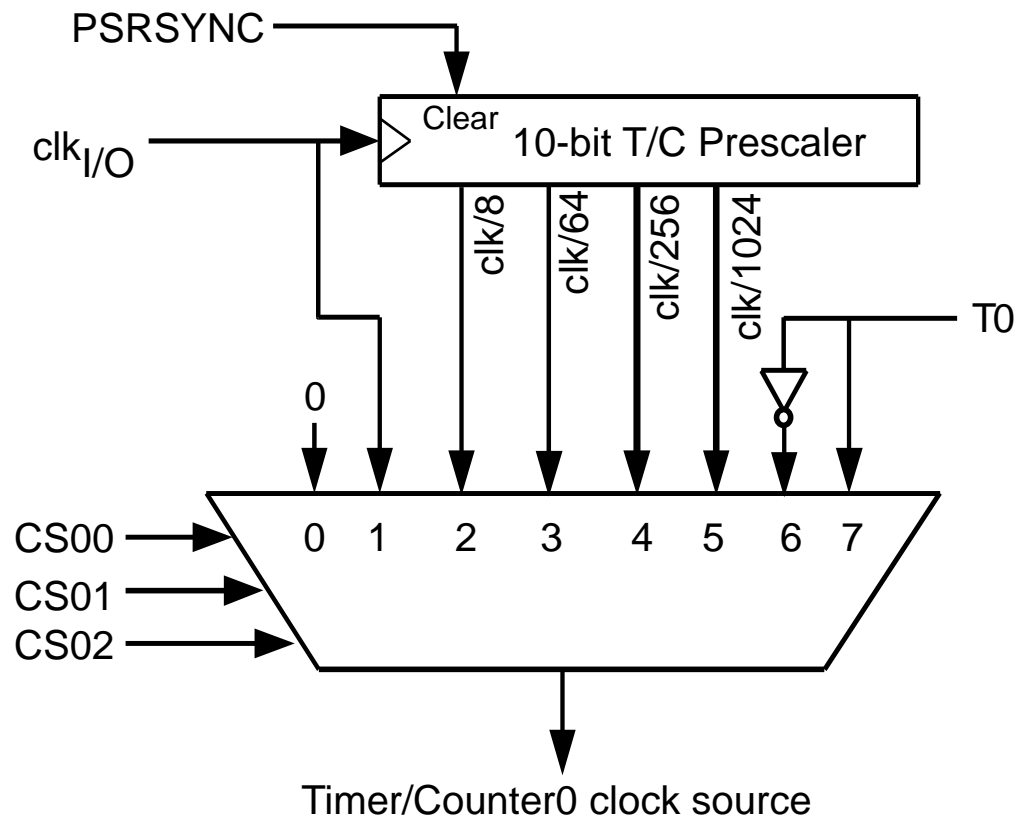 PSRSYNC
Clear
10-bit T/C Prescaler
clkI/O
clk/8
clk/64
clk/256
clk/1024
T0
0
0 1 2 3 4 5 6 7
CS00
CS01
CS02
Timer/Counter0 clock source